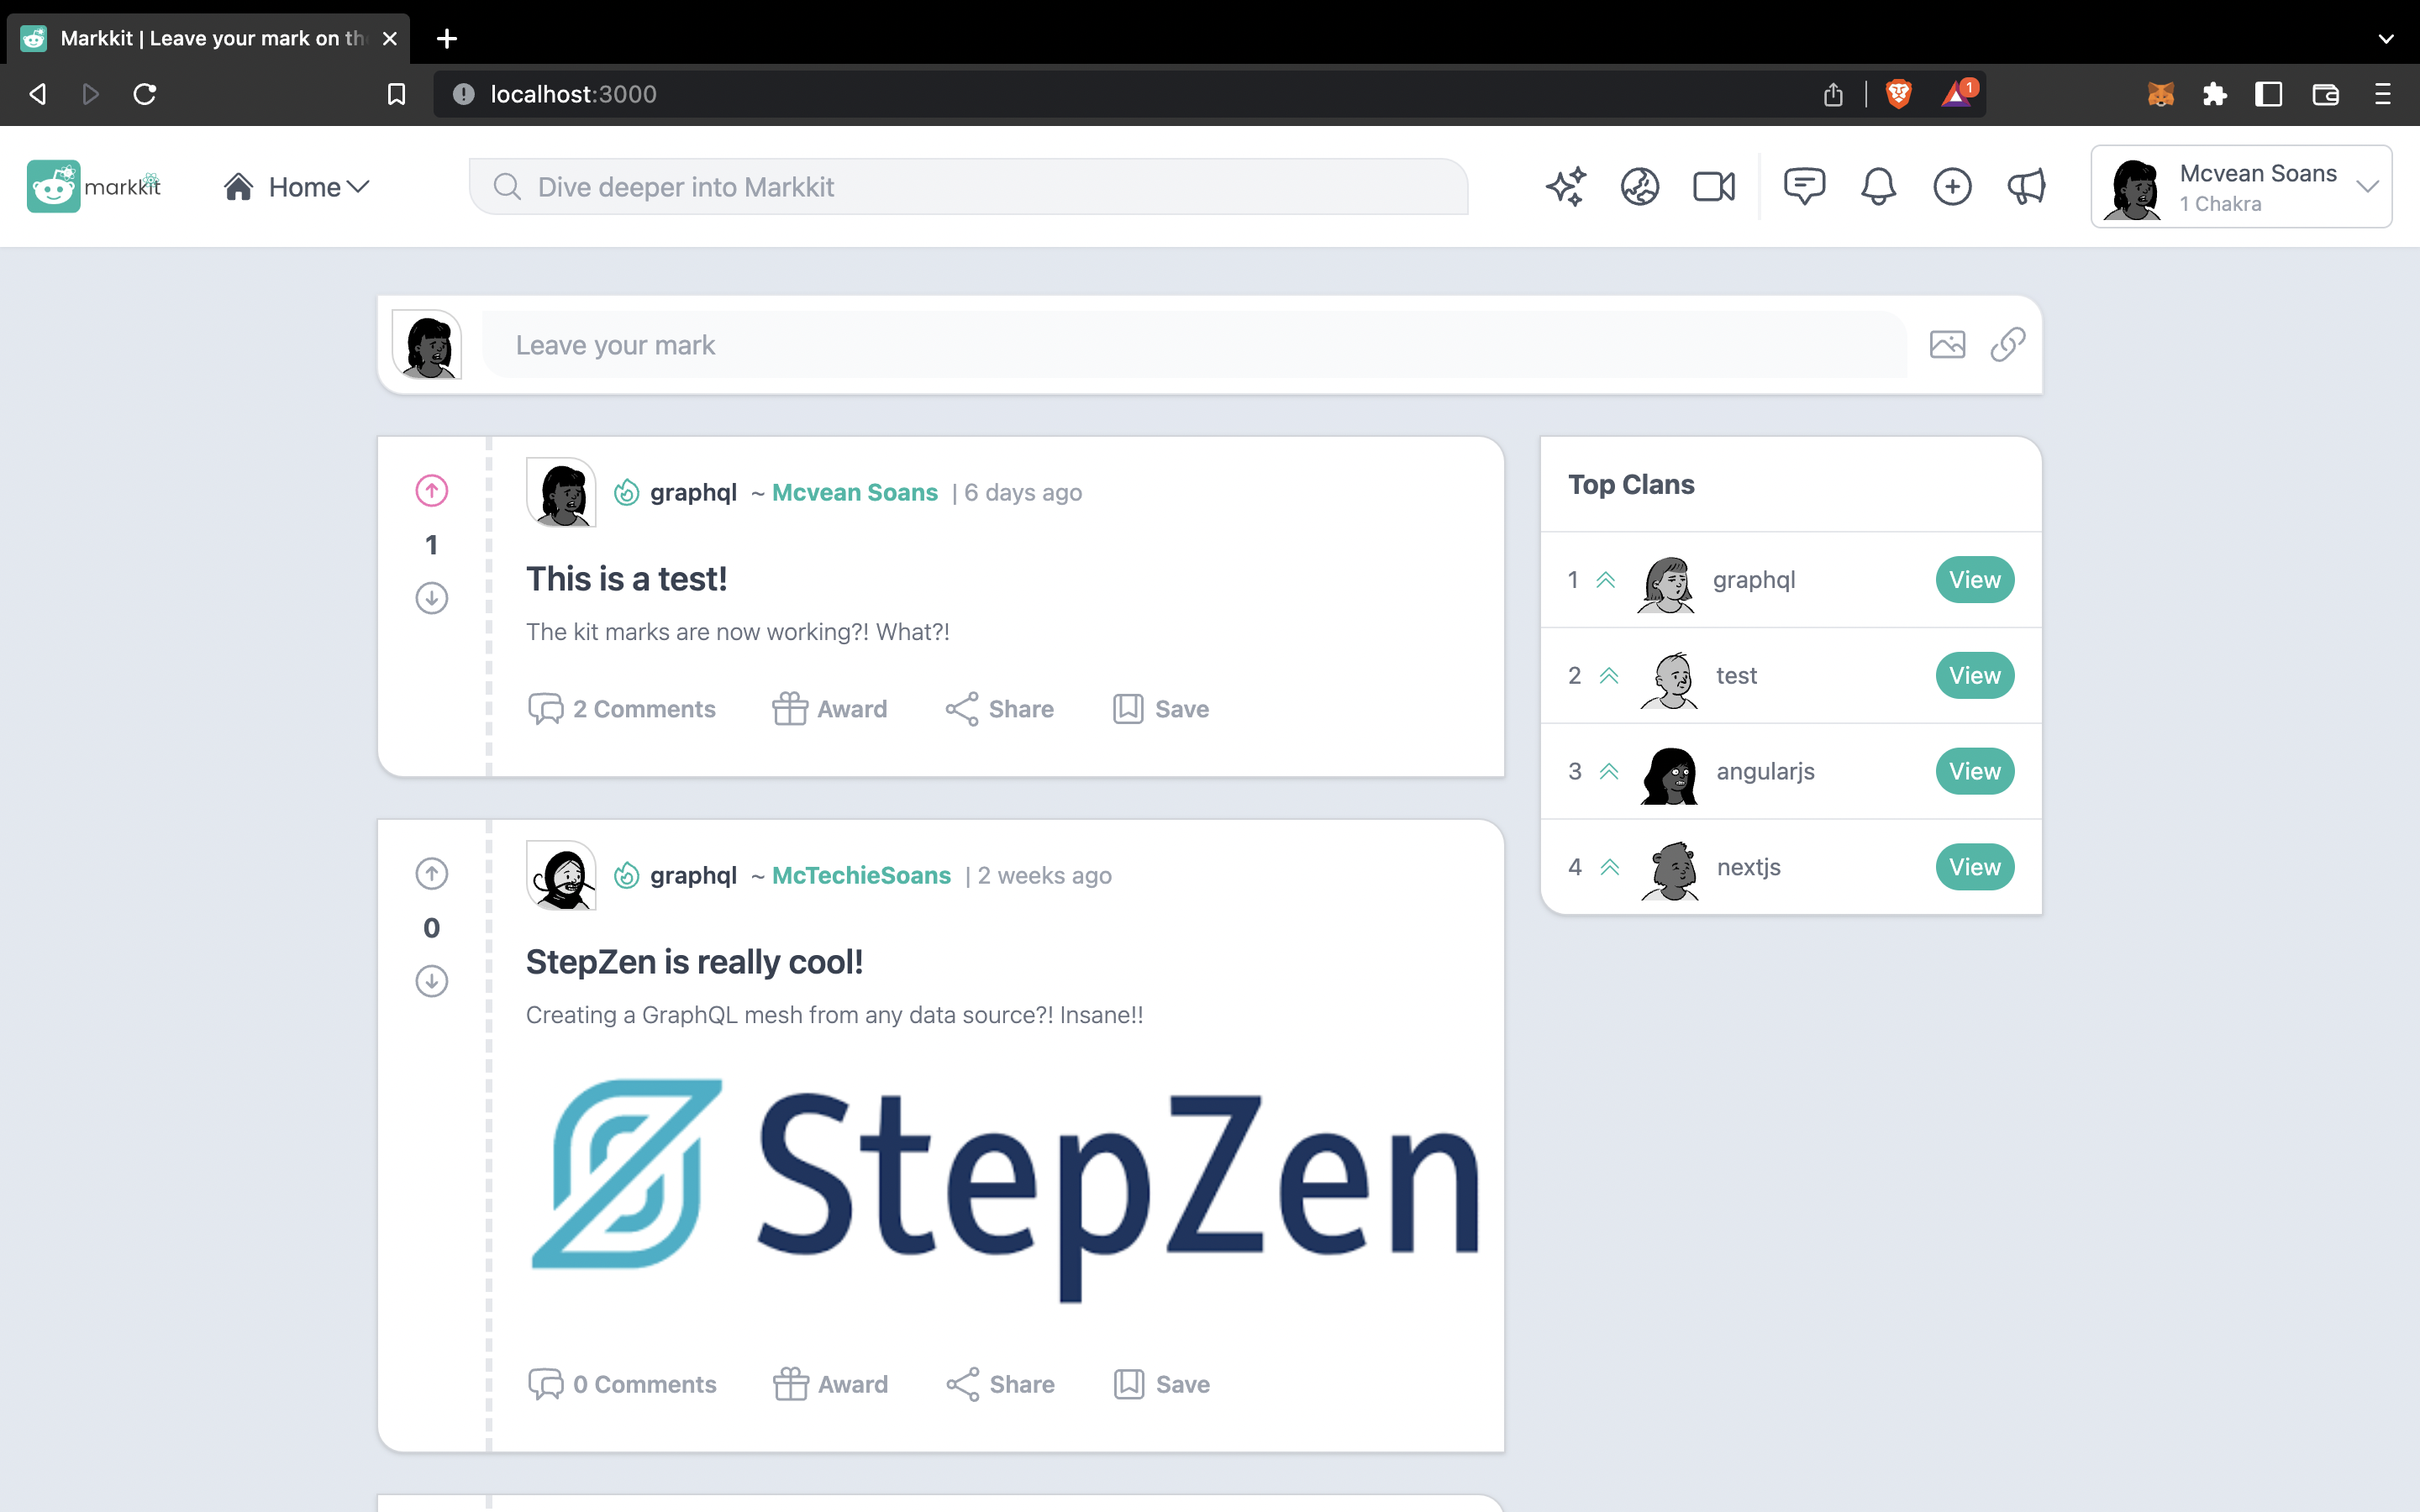 Markkit | Leave your mark on th
localhost:3000
1
markkit
Home
Dive deeper into Markkit
Mcvean Soans
1 Chakra
Leave your mark
1
graphql ~ Mcvean Soans | 6 days ago
This is a test!
The kit marks are now working?! What?!
2 Comments Award Share Save
Top Clans
1 graphql View
2 test View
3 angularjs View
4 nextjs View
0
graphql ~ McTechieSoans | 2 weeks ago
StepZen is really cool!
Creating a GraphQL mesh from any data source?! Insane!!
StepZen
0 Comments Award Share Save